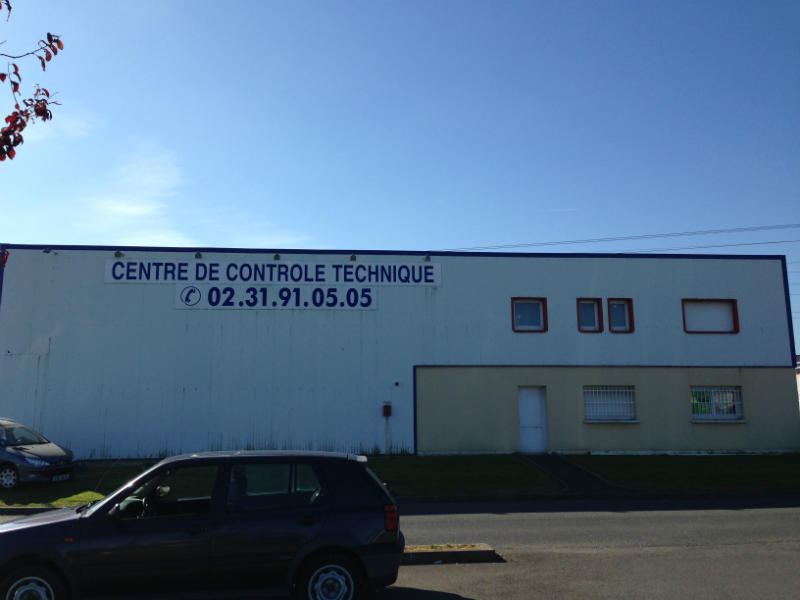 CENTRE DE CONTROLE TECHNIQUE
02.31.91.05.05